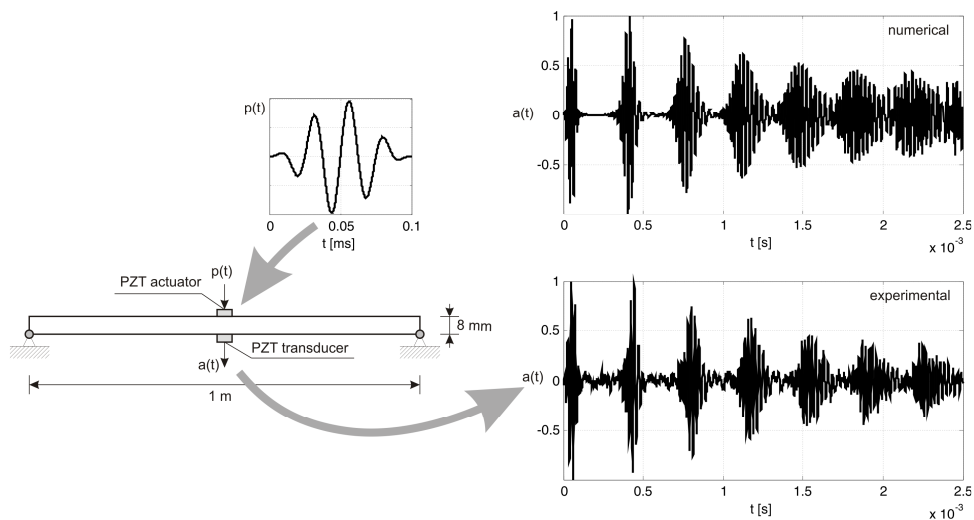 numerical
1
0.5
a(t)
0
-0.5
0
0.5
1
1.5
2
2.5
t [s]
x 10⁻³
p(t)
0
0.05
0.1
t [ms]
p(t)
PZT actuator
8 mm
PZT transducer
a(t)
1 m
experimental
1
0.5
a(t)
0
-0.5
0
0.5
1
1.5
2
2.5
t [s]
x 10⁻³